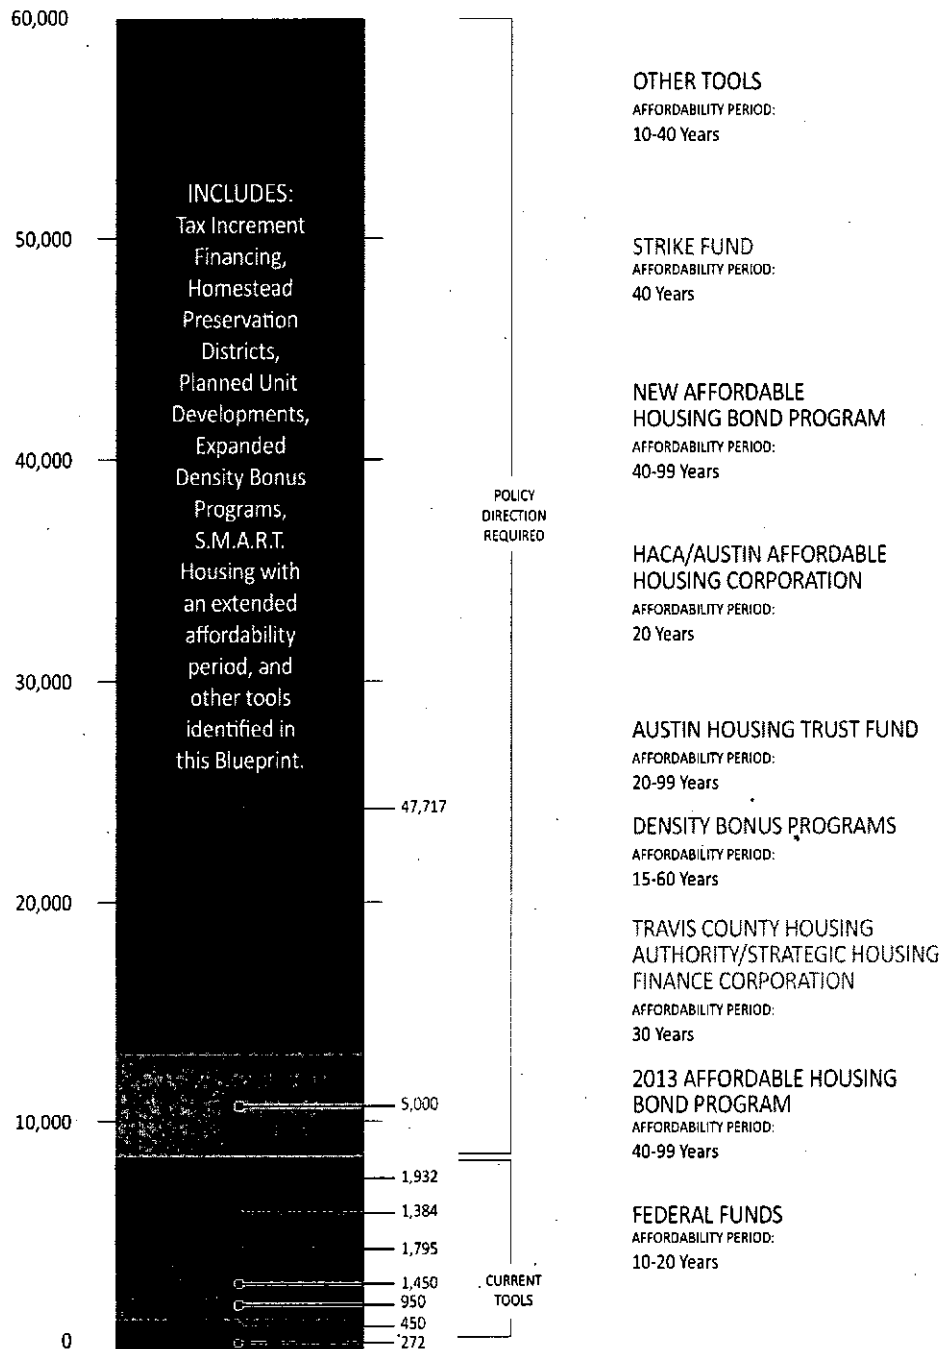 60,000
50,000
40,000
30,000
20,000
10,000
0
INCLUDES:
Tax Increment
Financing,
Homestead
Preservation
Districts,
Planned Unit
Developments,
Expanded
Density Bonus
Programs,
S.M.A.R.T.
Housing with
an extended
affordability
period, and
other tools
identified in
this Blueprint.
47,717
5,000
1,932
1,384
1,795
1,450
950
450
272
POLICY
DIRECTION
REQUIRED
CURRENT
TOOLS
OTHER TOOLS
AFFORDABILITY PERIOD:
10-40 Years
STRIKE FUND
AFFORDABILITY PERIOD:
40 Years
NEW AFFORDABLE
HOUSING BOND PROGRAM
AFFORDABILITY PERIOD:
40-99 Years
HACA/AUSTIN AFFORDABLE
HOUSING CORPORATION
AFFORDABILITY PERIOD:
20 Years
AUSTIN HOUSING TRUST FUND
AFFORDABILITY PERIOD:
20-99 Years
DENSITY BONUS PROGRAMS
AFFORDABILITY PERIOD:
15-60 Years
TRAVIS COUNTY HOUSING
AUTHORITY/STRATEGIC HOUSING
FINANCE CORPORATION
AFFORDABILITY PERIOD:
30 Years
2013 AFFORDABLE HOUSING
BOND PROGRAM
AFFORDABILITY PERIOD:
40-99 Years
FEDERAL FUNDS
AFFORDABILITY PERIOD:
10-20 Years